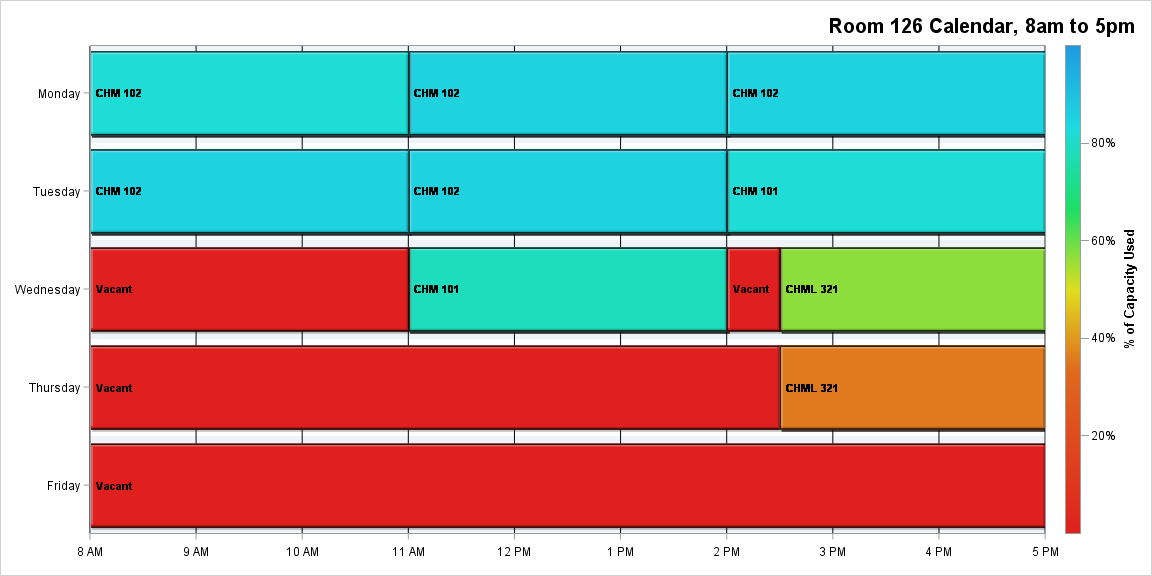 Room 126 Calendar, 8am to 5pm
Monday
CHM 102
CHM 102
CHM 102
Tuesday
CHM 102
CHM 102
CHM 101
Wednesday
Vacant
CHM 101
Vacant
CHML 321
Thursday
Vacant
CHML 321
Friday
Vacant
8 AM
9 AM
10 AM
11 AM
12 PM
1 PM
2 PM
3 PM
4 PM
5 PM
80%
60%
40%
20%
% of Capacity Used